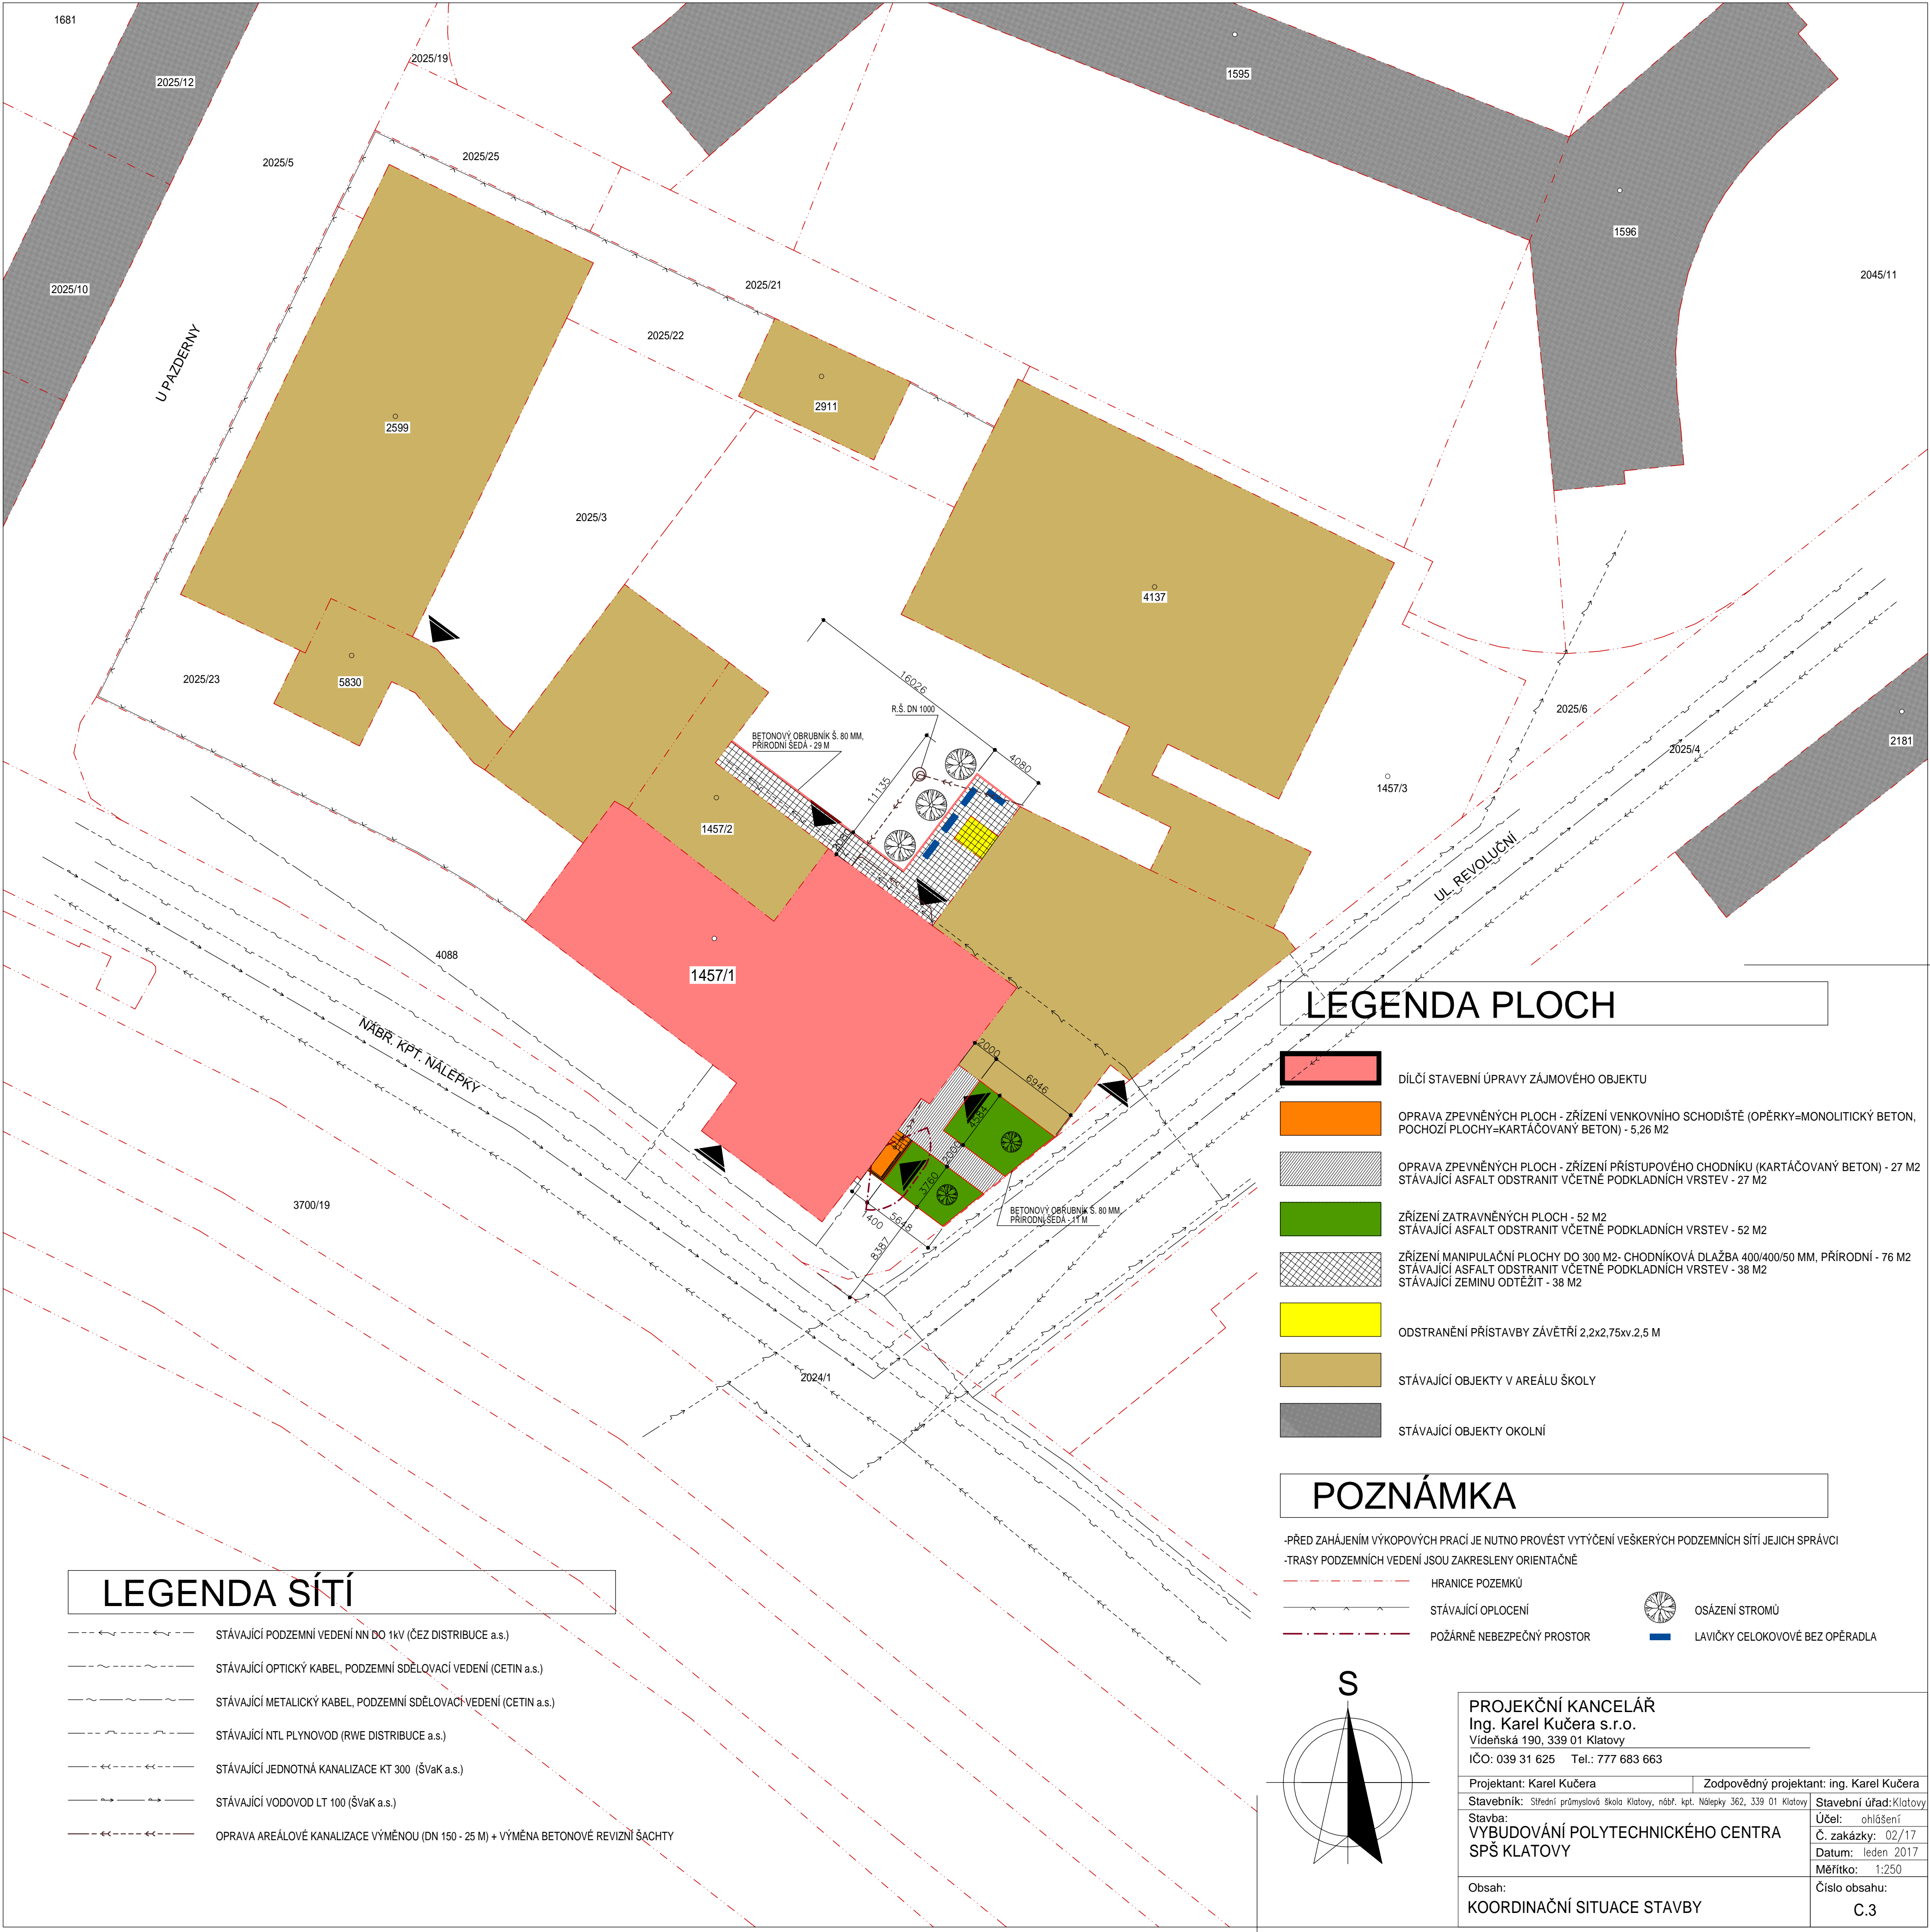 1681
2025/19
2025/12
1595
2025/25
2025/5
1596
2045/11
2025/10
2025/21
2025/22
U PAZDERNY
2911
2599
2025/3
4137
2025/23
5830
16026
R.Š. DN 1000
2025/6
BETONOVÝ OBRUBNÍK Š. 80 MM,
PŘÍRODNÍ ŠEDÁ - 29 M
2025/4
2181
4080
11135
1457/3
1457/2
UL. REVOLUČNÍ
4088
1457/1
NÁBR. KPT. NÁLEPKY
2000
6946
4584
2005
3760
3700/19
BETONOVÝ OBRUBNÍK Š. 80 MM,
PŘÍRODNÍ ŠEDÁ - 11 M
1400
5648
8387
2024/1
LEGENDA PLOCH
DÍLČÍ STAVEBNÍ ÚPRAVY ZÁJMOVÉHO OBJEKTU
OPRAVA ZPEVNĚNÝCH PLOCH - ZŘÍZENÍ VENKOVNÍHO SCHODIŠTĚ (OPĚRKY=MONOLITICKÝ BETON,
POCHOZÍ PLOCHY=KARTÁČOVANÝ BETON) - 5,26 M2
OPRAVA ZPEVNĚNÝCH PLOCH - ZŘÍZENÍ PŘÍSTUPOVÉHO CHODNÍKU (KARTÁČOVANÝ BETON) - 27 M2
STÁVAJÍCÍ ASFALT ODSTRANIT VČETNĚ PODKLADNÍCH VRSTEV - 27 M2
ZŘÍZENÍ ZATRAVNĚNÝCH PLOCH - 52 M2
STÁVAJÍCÍ ASFALT ODSTRANIT VČETNĚ PODKLADNÍCH VRSTEV - 52 M2
ZŘÍZENÍ MANIPULAČNÍ PLOCHY DO 300 M2- CHODNÍKOVÁ DLAŽBA 400/400/50 MM, PŘÍRODNÍ - 76 M2
STÁVAJÍCÍ ASFALT ODSTRANIT VČETNĚ PODKLADNÍCH VRSTEV - 38 M2
STÁVAJÍCÍ ZEMINU ODTĚŽIT - 38 M2
ODSTRANĚNÍ PŘÍSTAVBY ZÁVĚTŘÍ 2,2x2,75xv.2,5 M
STÁVAJÍCÍ OBJEKTY V AREÁLU ŠKOLY
STÁVAJÍCÍ OBJEKTY OKOLNÍ
POZNÁMKA
-PŘED ZAHÁJENÍM VÝKOPOVÝCH PRACÍ JE NUTNO PROVÉST VYTÝČENÍ VEŠKERÝCH PODZEMNÍCH SÍTÍ JEJICH SPRÁVCI
-TRASY PODZEMNÍCH VEDENÍ JSOU ZAKRESLENY ORIENTAČNĚ
HRANICE POZEMKŮ
STÁVAJÍCÍ OPLOCENÍ
OSÁZENÍ STROMŮ
POŽÁRNĚ NEBEZPEČNÝ PROSTOR
LAVIČKY CELOKOVOVÉ BEZ OPĚRADLA
LEGENDA SÍTÍ
STÁVAJÍCÍ PODZEMNÍ VEDENÍ NN DO 1kV (ČEZ DISTRIBUCE a.s.)
STÁVAJÍCÍ OPTICKÝ KABEL, PODZEMNÍ SDĚLOVACÍ VEDENÍ (CETIN a.s.)
STÁVAJÍCÍ METALICKÝ KABEL, PODZEMNÍ SDĚLOVACÍ VEDENÍ (CETIN a.s.)
STÁVAJÍCÍ NTL PLYNOVOD (RWE DISTRIBUCE a.s.)
STÁVAJÍCÍ JEDNOTNÁ KANALIZACE KT 300 (ŠVaK a.s.)
STÁVAJÍCÍ VODOVOD LT 100 (ŠVaK a.s.)
OPRAVA AREÁLOVÉ KANALIZACE VÝMĚNOU (DN 150 - 25 M) + VÝMĚNA BETONOVÉ REVIZNÍ ŠACHTY
S
PROJEKČNÍ KANCELÁŘ
Ing. Karel Kučera s.r.o.
Vídeňská 190, 339 01 Klatovy
IČO: 039 31 625 Tel.: 777 683 663
Projektant: Karel Kučera
Zodpovědný projektant: ing. Karel Kučera
Stavebník: Střední průmyslová škola Klatovy, nábř. kpt. Nálepky 362, 339 01 Klatovy
Stavební úřad: Klatovy
Stavba:
VYBUDOVÁNÍ POLYTECHNICKÉHO CENTRA
SPŠ KLATOVY
Účel: ohlášení
Č. zakázky: 02/17
Datum: leden 2017
Měřítko: 1:250
Obsah:
KOORDINAČNÍ SITUACE STAVBY
Číslo obsahu:
C.3